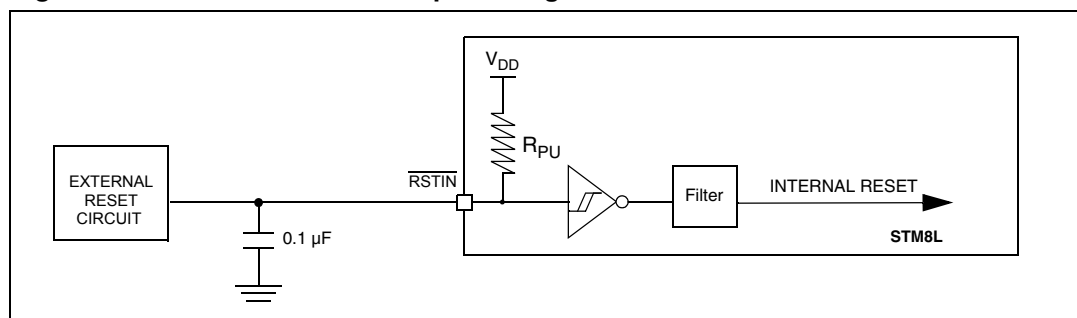 V_DD
R_PU
EXTERNAL
RESET
CIRCUIT
RSTIN
Filter
INTERNAL RESET
0.1 µF
STM8L